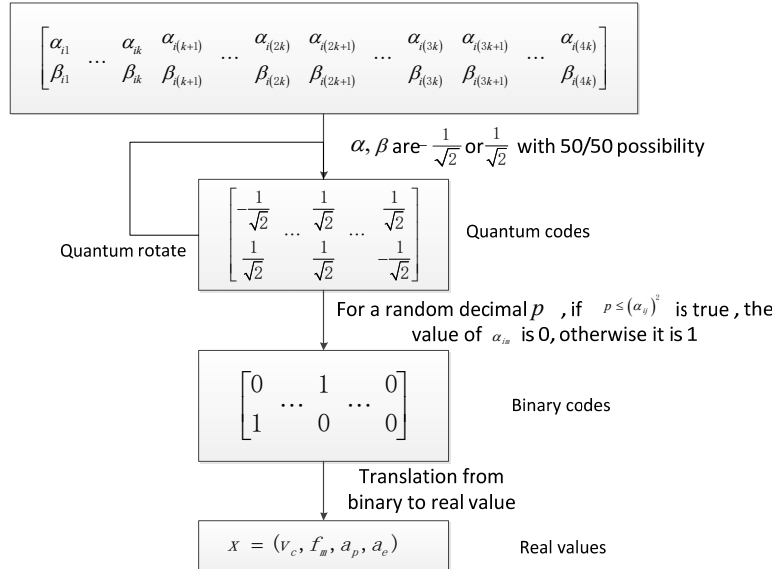 [α_{i1} … α_{ik} α_{i(k+1)} … α_{i(2k)} α_{i(2k+1)} … α_{i(3k)} α_{i(3k+1)} … α_{i(4k)}]
[β_{i1} … β_{ik} β_{i(k+1)} … β_{i(2k)} β_{i(2k+1)} … β_{i(3k)} β_{i(3k+1)} … β_{i(4k)}]
α, β are -1/√2 or 1/√2 with 50/50 possibility
[-1/√2 … 1/√2 … 1/√2]
[1/√2 … 1/√2 … -1/√2]
Quantum codes
Quantum rotate
For a random decimal p , if p ≤ (α_{ij})² is true , the
value of α_{im} is 0, otherwise it is 1
[0 … 1 … 0]
[1 … 0 … 0]
Binary codes
Translation from
binary to real value
x = (v_c, f_m, a_p, a_e)
Real values